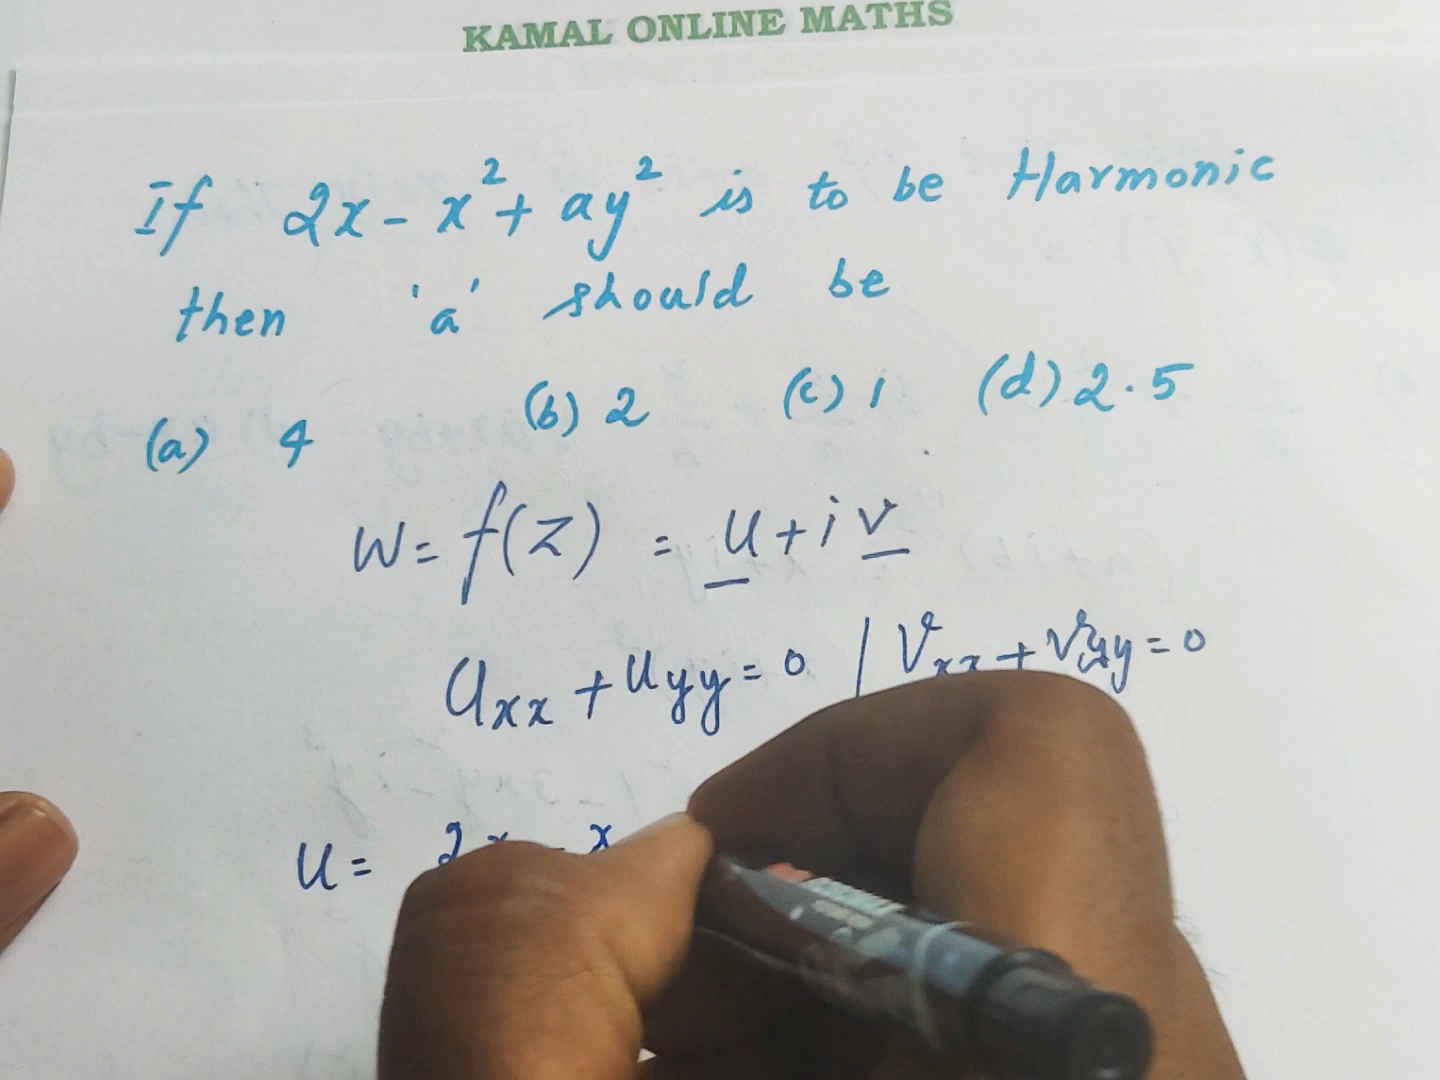 KAMAL ONLINE MATHS
If 2x - x² + ay² is to be Harmonic
then 'a' should be
(a) 4 (b) 2 (c) 1 (d) 2.5
W = f(z) = u + iv
Uxx + Uyy = 0 / Vxx + Vyy = 0
U = 2x - x